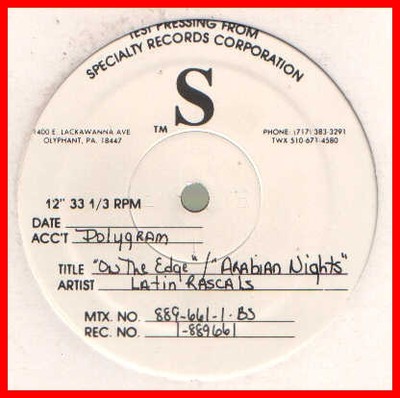 TEST PRESSING FROM
SPECIALTY RECORDS CORPORATION
S
TM
1400 E. LACKAWANNA AVE
OLYPHANT, PA. 18447
PHONE: (717) 383-3291
TWX 510-671-4580
12" 33 1/3 RPM
DATE
ACC'T Polygram
TITLE "On The Edge"/"Arabian Nights"
ARTIST Latin RASCALS
MTX. NO. 889-661-1-BS
REC. NO. 1-889661